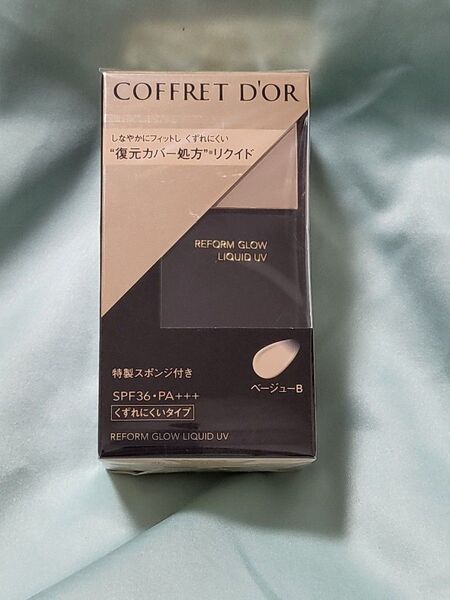 COFFRET D'OR
しなやかにフィットし くずれにくい
"復元カバー処方"※リクイド
REFORM GLOW
LIQUID UV
特製スポンジ付き
ベージュ－B
SPF36・PA+++
くずれにくいタイプ
REFORM GLOW LIQUID UV